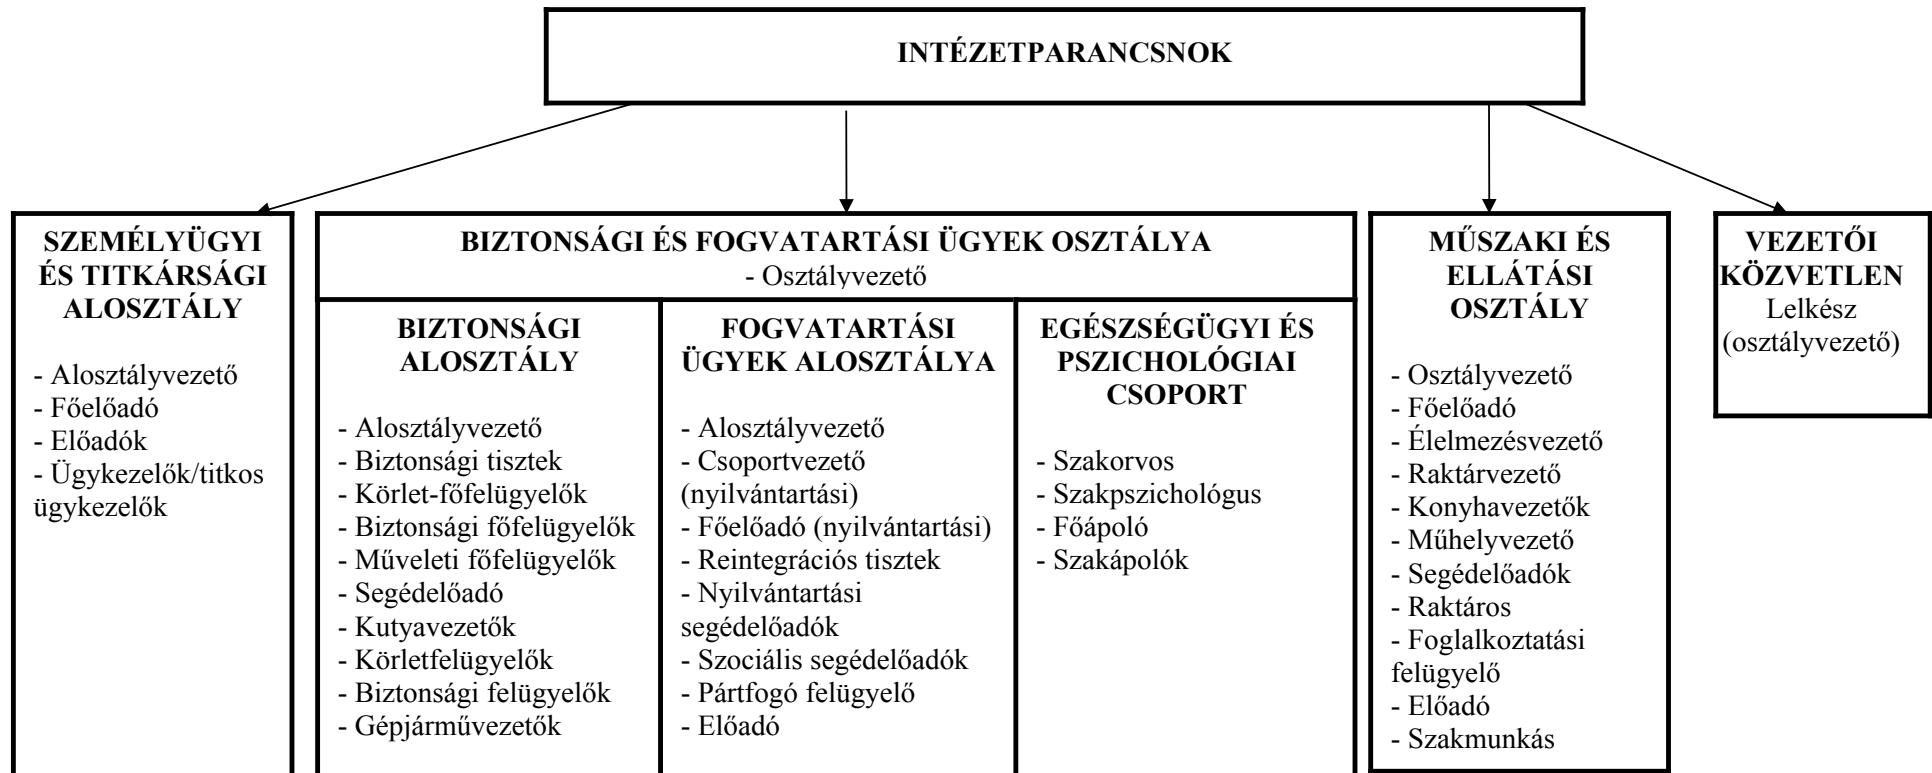 INTÉZETPARANCSNOK
SZEMÉLYÜGYI
ÉS TITKÁRSÁGI
ALOSZTÁLY
- Alosztályvezető
- Főelőadó
- Előadók
- Ügykezelők/titkos
ügykezelők
BIZTONSÁGI ÉS FOGVATARTÁSI ÜGYEK OSZTÁLYA
- Osztályvezető
BIZTONSÁGI
ALOSZTÁLY
- Alosztályvezető
- Biztonsági tisztek
- Körlet-főfelügyelők
- Biztonsági főfelügyelők
- Műveleti főfelügyelők
- Segédelőadó
- Kutyavezetők
- Körletfelügyelők
- Biztonsági felügyelők
- Gépjárművezetők
FOGVATARTÁSI
ÜGYEK ALOSZTÁLYA
- Alosztályvezető
- Csoportvezető
(nyilvántartási)
- Főelőadó (nyilvántartási)
- Reintegrációs tisztek
- Nyilvántartási
segédelőadók
- Szociális segédelőadók
- Pártfogó felügyelő
- Előadó
EGÉSZSÉGÜGYI ÉS
PSZICHOLÓGIAI
CSOPORT
- Szakorvos
- Szakpszichológus
- Főápoló
- Szakápolók
MŰSZAKI ÉS
ELLÁTÁSI
OSZTÁLY
- Osztályvezető
- Főelőadó
- Élelmezésvezető
- Raktárvezető
- Konyhavezetők
- Műhelyvezető
- Segédelőadók
- Raktáros
- Foglalkoztatási
felügyelő
- Előadó
- Szakmunkás
VEZETŐI
KÖZVETLEN
Lelkész
(osztályvezető)